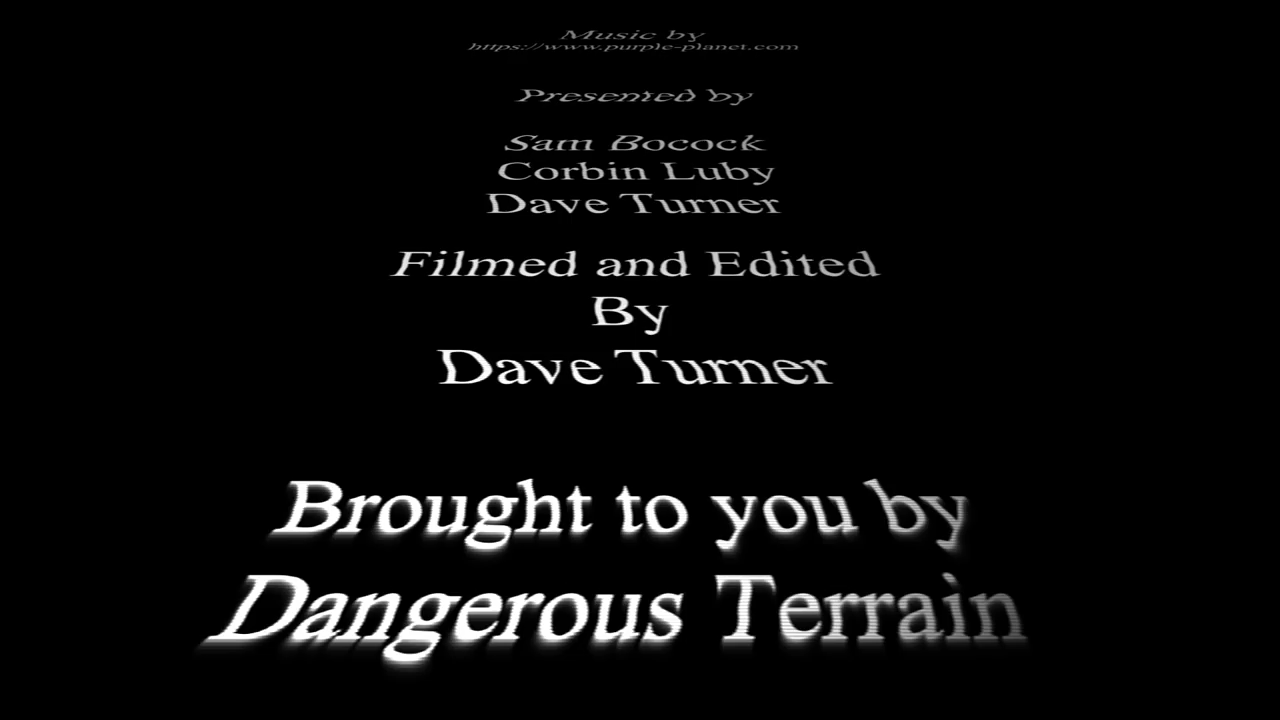 Music by
https://www.purple-planet.com
Presented by
Sam Bocock
Corbin Luby
Dave Turner
Filmed and Edited
By
Dave Turner
Brought to you by
Dangerous Terrain